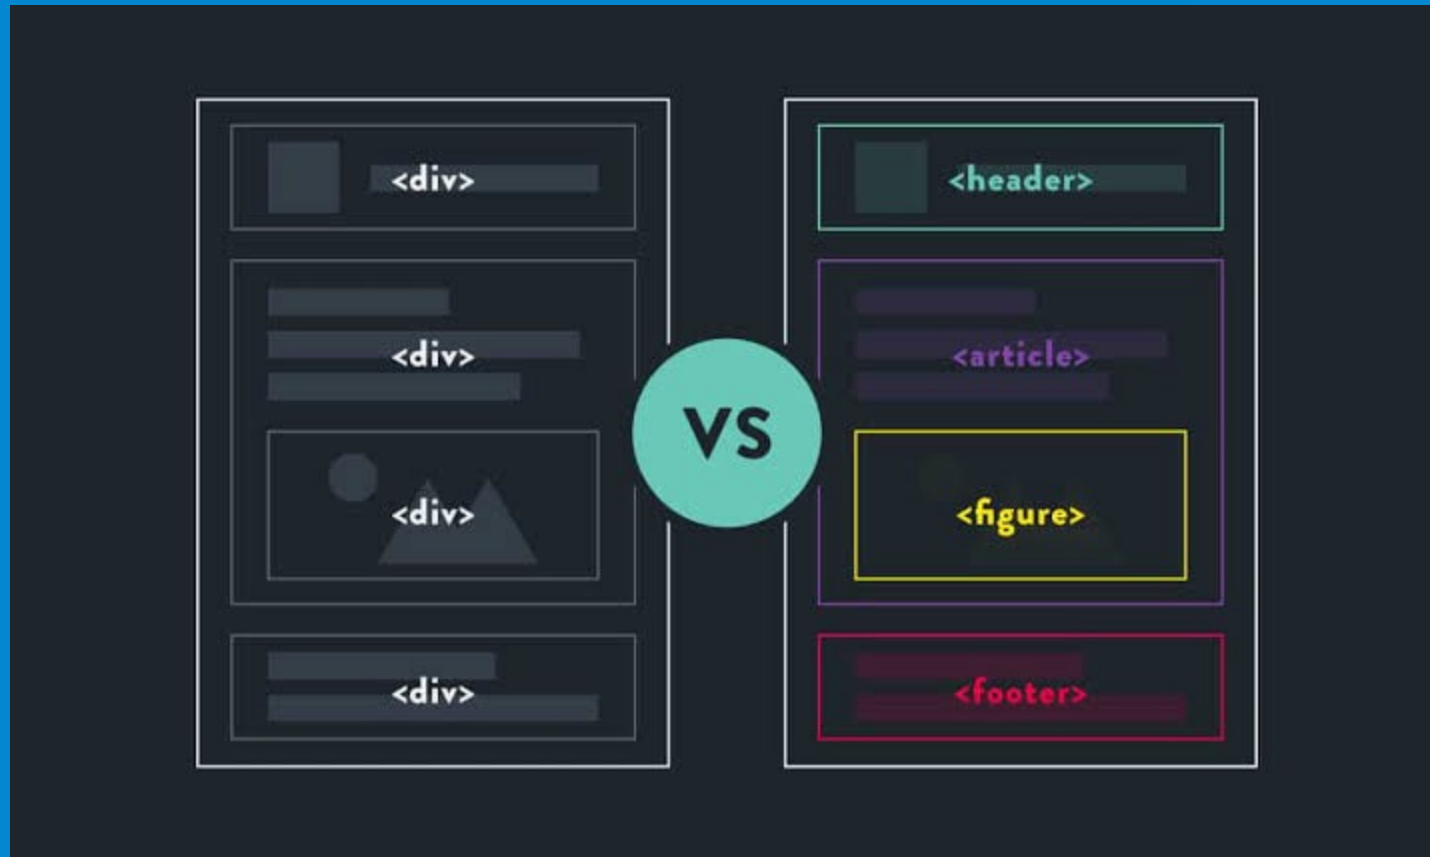 <div>
<div>
<div>
<div>
VS
<header>
<article>
<figure>
<footer>